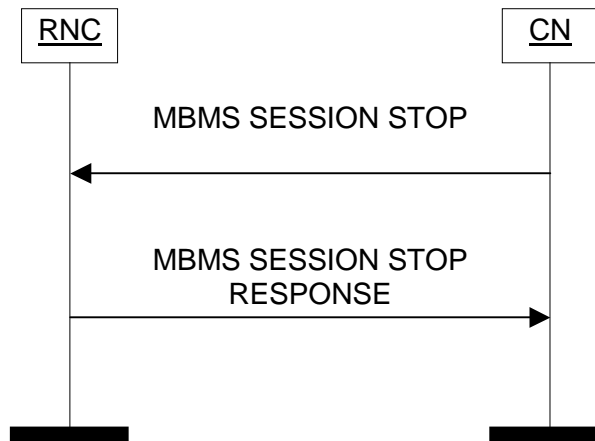 RNC
CN
MBMS SESSION STOP
MBMS SESSION STOP
RESPONSE